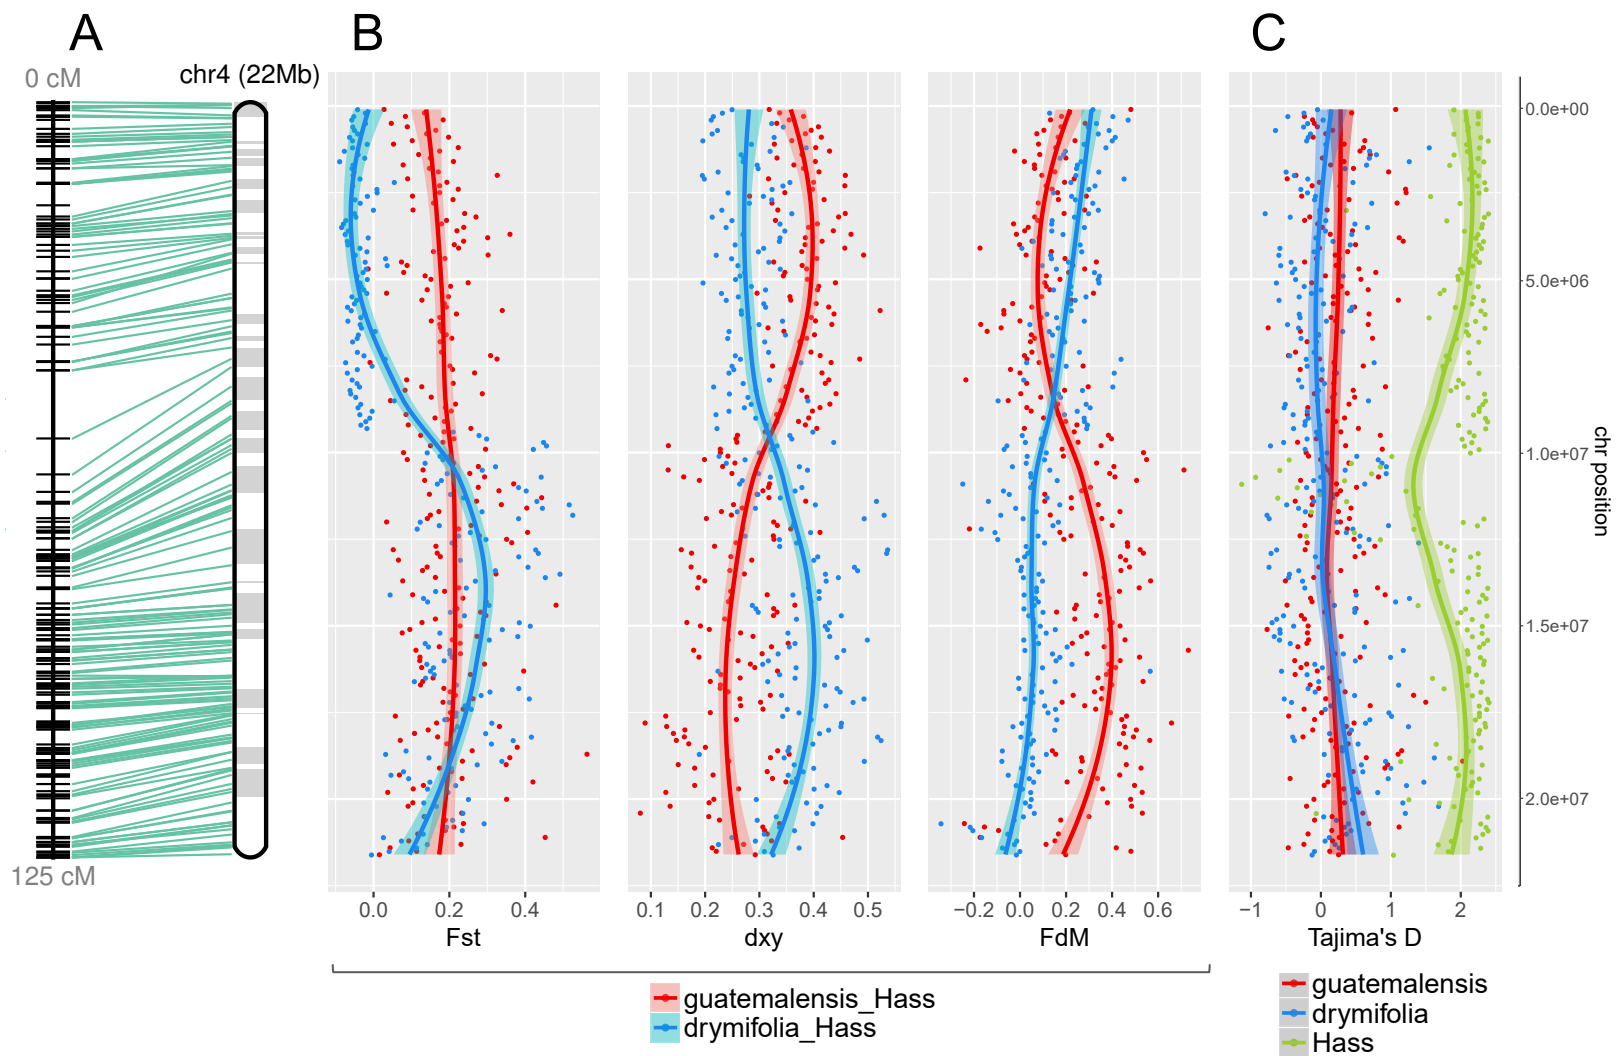 A
B
C
0 cM
chr4 (22Mb)
125 cM
0.0e+00
5.0e+06
1.0e+07
1.5e+07
2.0e+07
chr position
0.0 0.2 0.4
0.1 0.2 0.3 0.4 0.5
−0.2 0.0 0.2 0.4 0.6
−1 0 1 2
Fst
dxy
FdM
Tajima's D
guatemalensis_Hass
drymifolia_Hass
guatemalensis
drymifolia
Hass